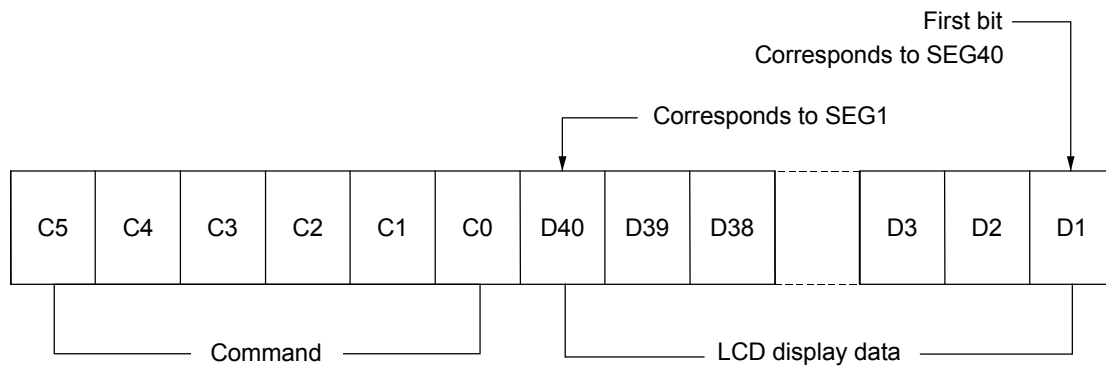 First bit
Corresponds to SEG40
Corresponds to SEG1
C5 C4 C3 C2 C1 C0 D40 D39 D38 D3 D2 D1
Command LCD display data